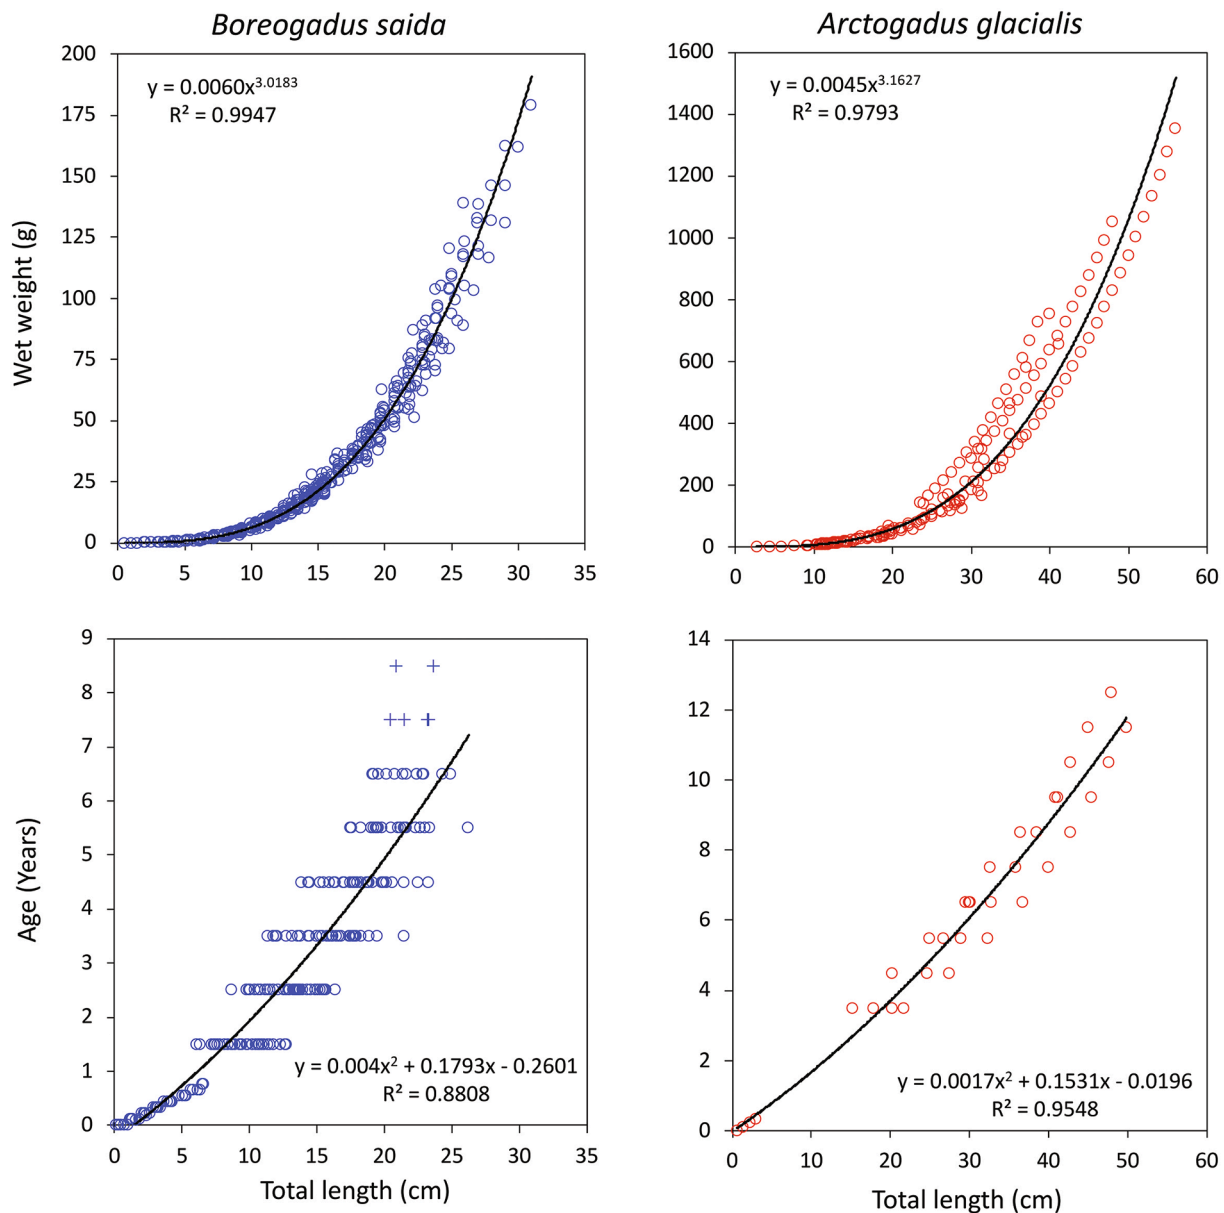 Boreogadus saida
Arctogadus glacialis
Wet weight (g)
200
175
150
125
100
75
50
25
0
y = 0.0060x^3.0183
R² = 0.9947
0 5 10 15 20 25 30 35
1600
1400
1200
1000
800
600
400
200
0
y = 0.0045x^3.1627
R² = 0.9793
0 10 20 30 40 50 60
Age (Years)
9
8
7
6
5
4
3
2
1
0
y = 0.004x² + 0.1793x - 0.2601
R² = 0.8808
0 5 10 15 20 25 30 35
Total length (cm)
14
12
10
8
6
4
2
0
y = 0.0017x² + 0.1531x - 0.0196
R² = 0.9548
0 10 20 30 40 50 60
Total length (cm)